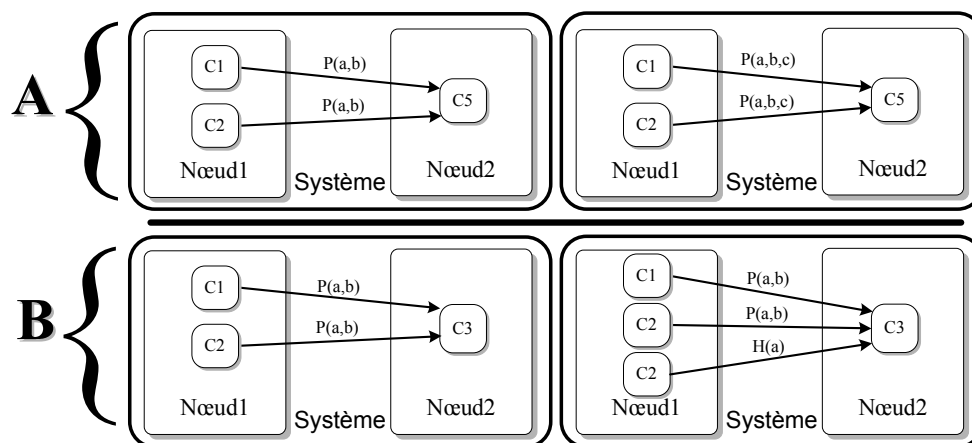 A
C1
P(a,b)
C5
C2
P(a,b)
Nœud1
Système
Nœud2
C1
P(a,b,c)
C5
C2
P(a,b,c)
Nœud1
Système
Nœud2
B
C1
P(a,b)
C3
C2
P(a,b)
Nœud1
Système
Nœud2
C1
P(a,b)
C2
P(a,b)
C3
C2
H(a)
Nœud1
Système
Nœud2